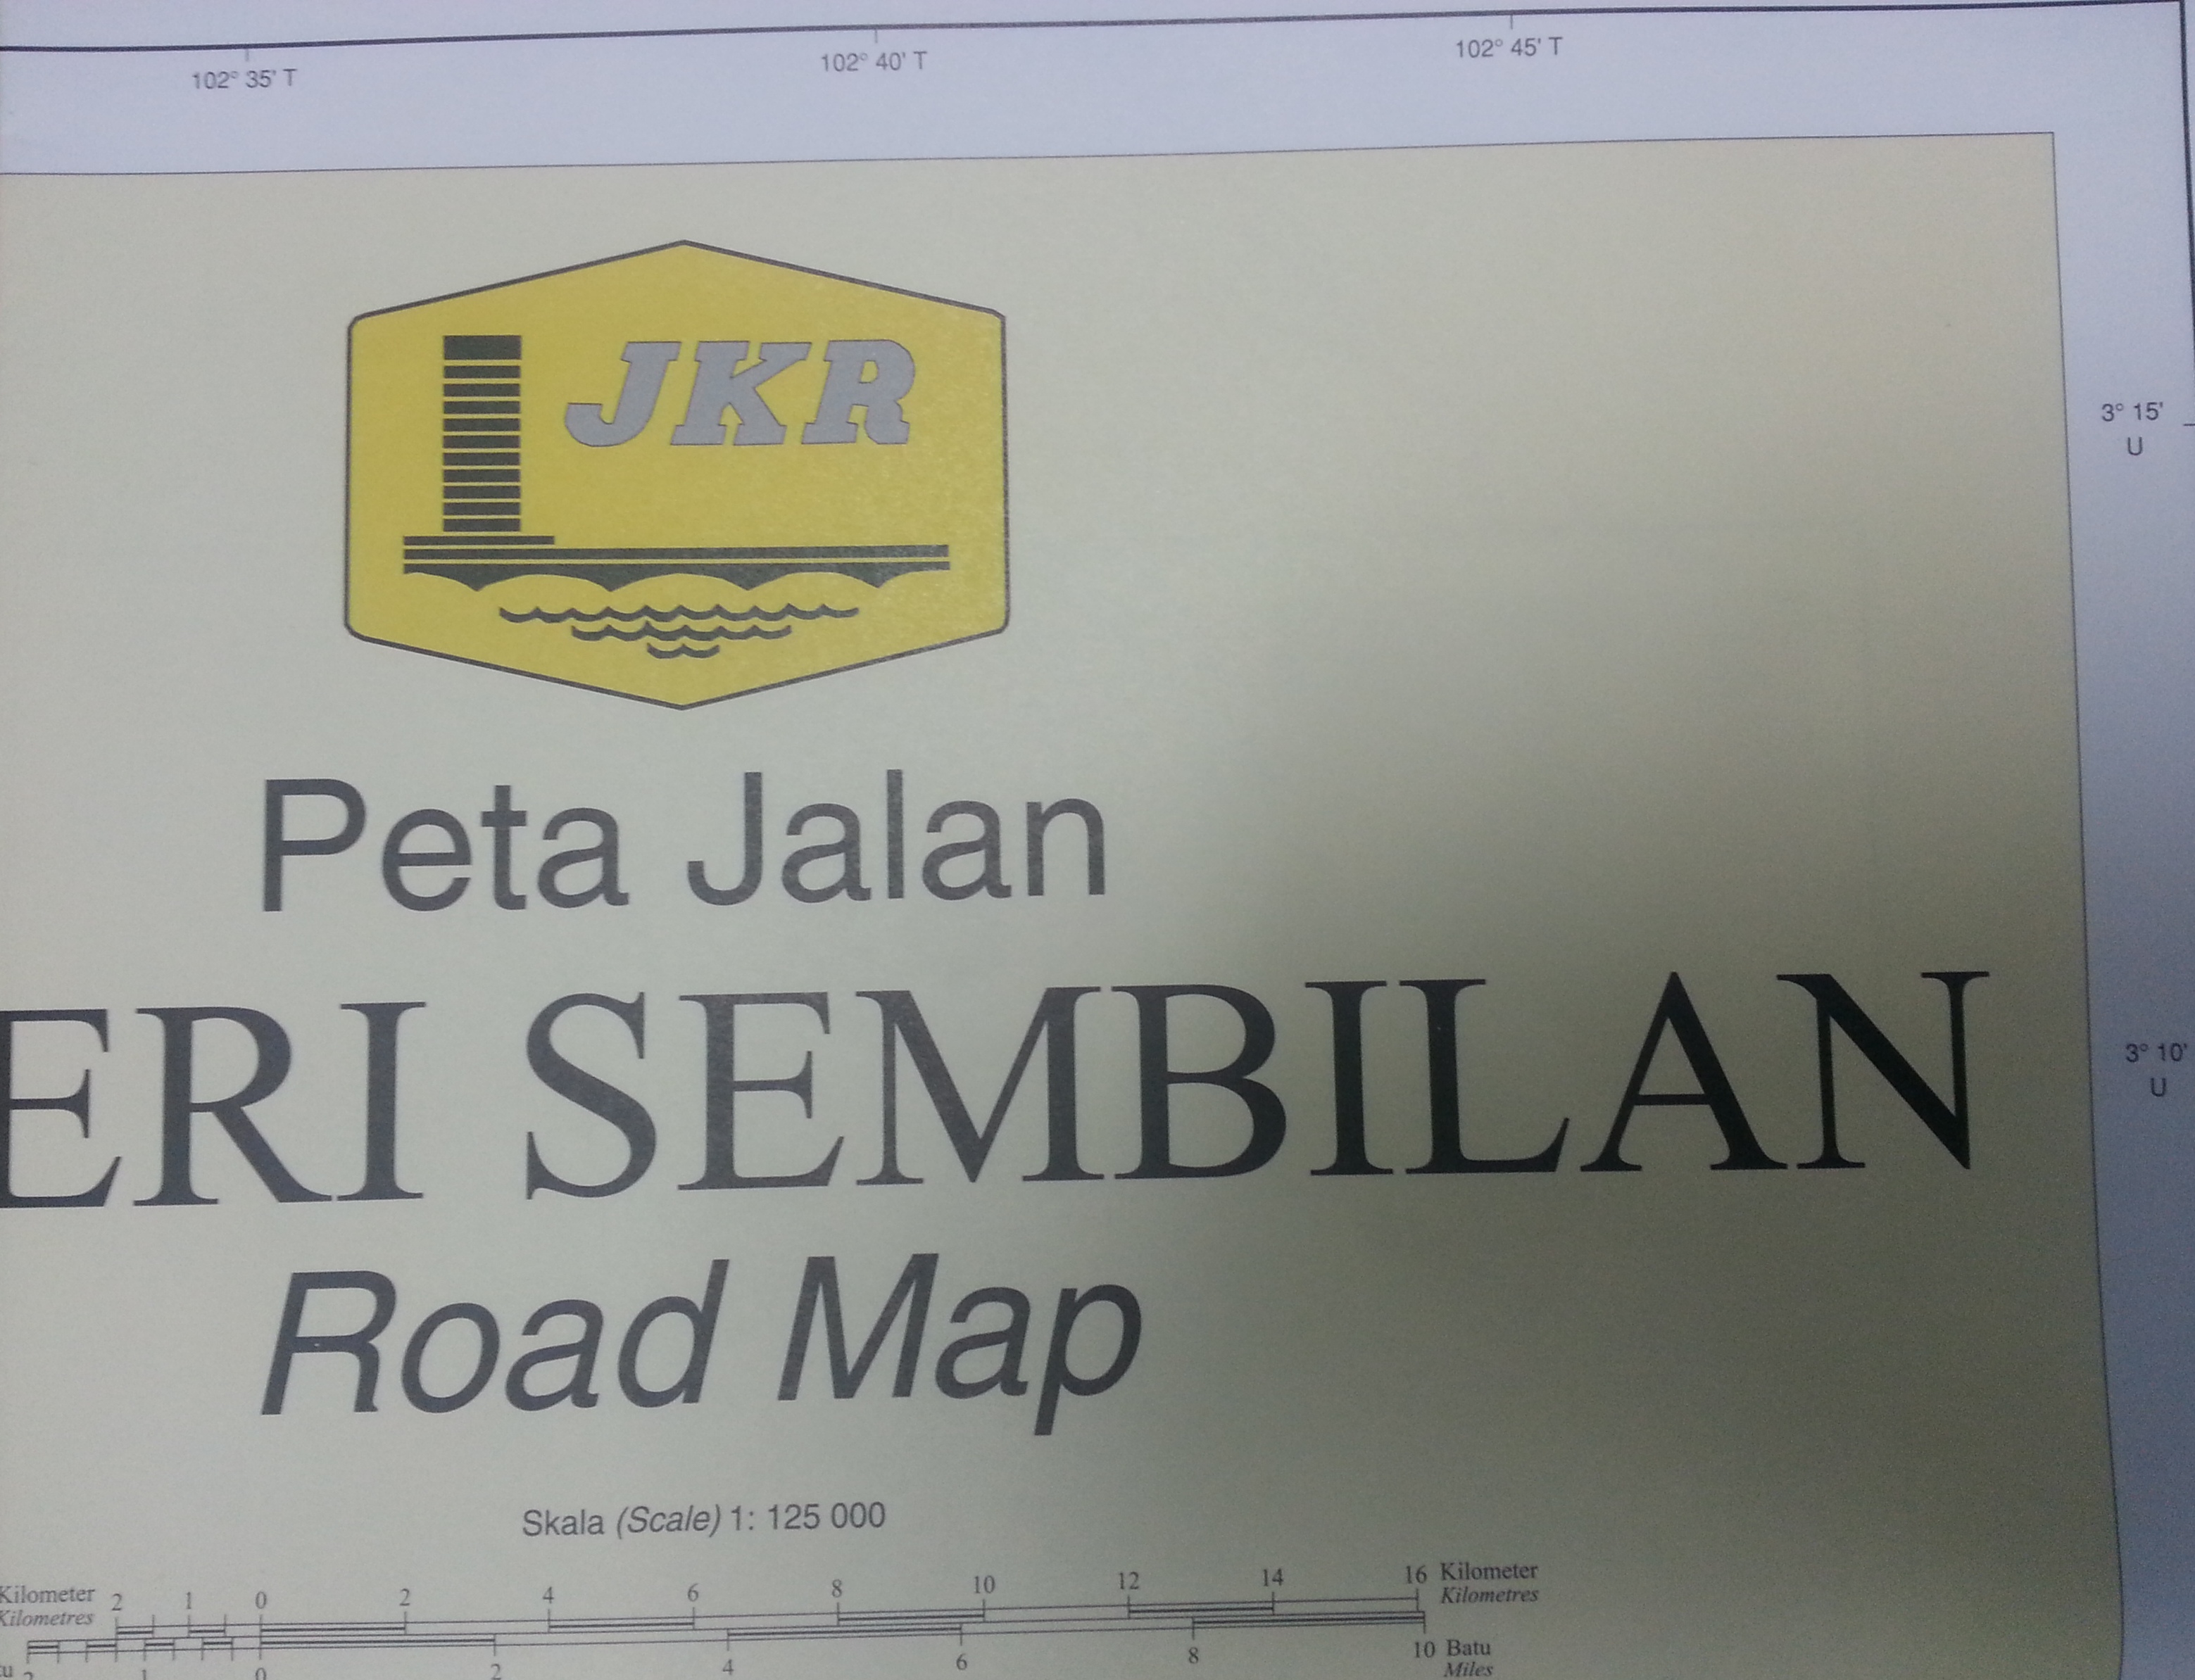 102° 35' T 102° 40' T 102° 45' T
JKR
3° 15'
U
Peta Jalan
ERI SEMBILAN
3° 10'
U
Road Map
Skala (Scale) 1: 125 000
Kilometer 2 1 0 2 4 6 8 10 12 14 16 Kilometer
Kilometres Kilometres
2 1 0 2 4 6 8 10 Batu
Miles